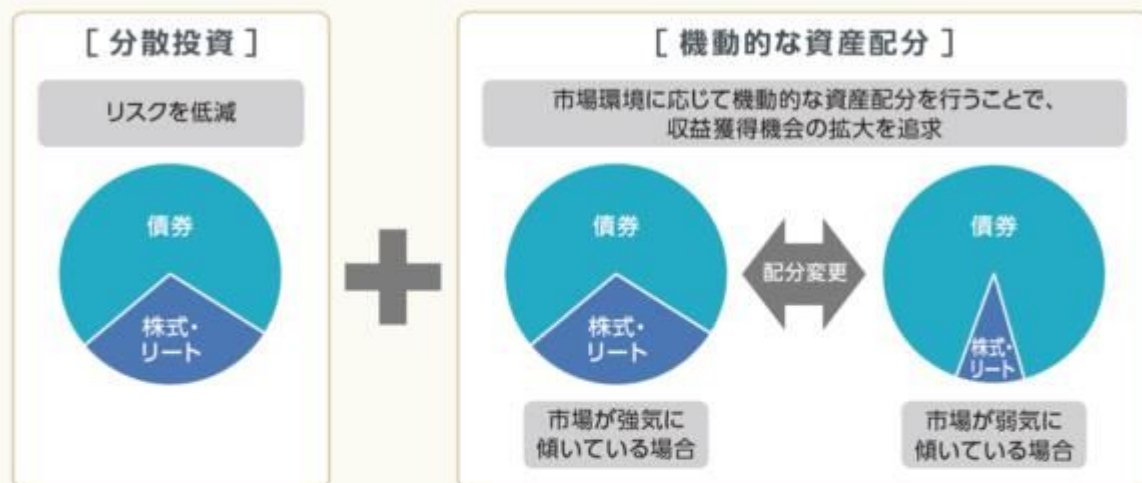 [分散投資]
リスクを低減
債券
株式・
リート
[機動的な資産配分]
市場環境に応じて機動的な資産配分を行うことで、
収益獲得機会の拡大を追求
債券
株式・
リート
市場が強気に
傾いている場合
配分変更
債券
株式・
リート
市場が弱気に
傾いている場合